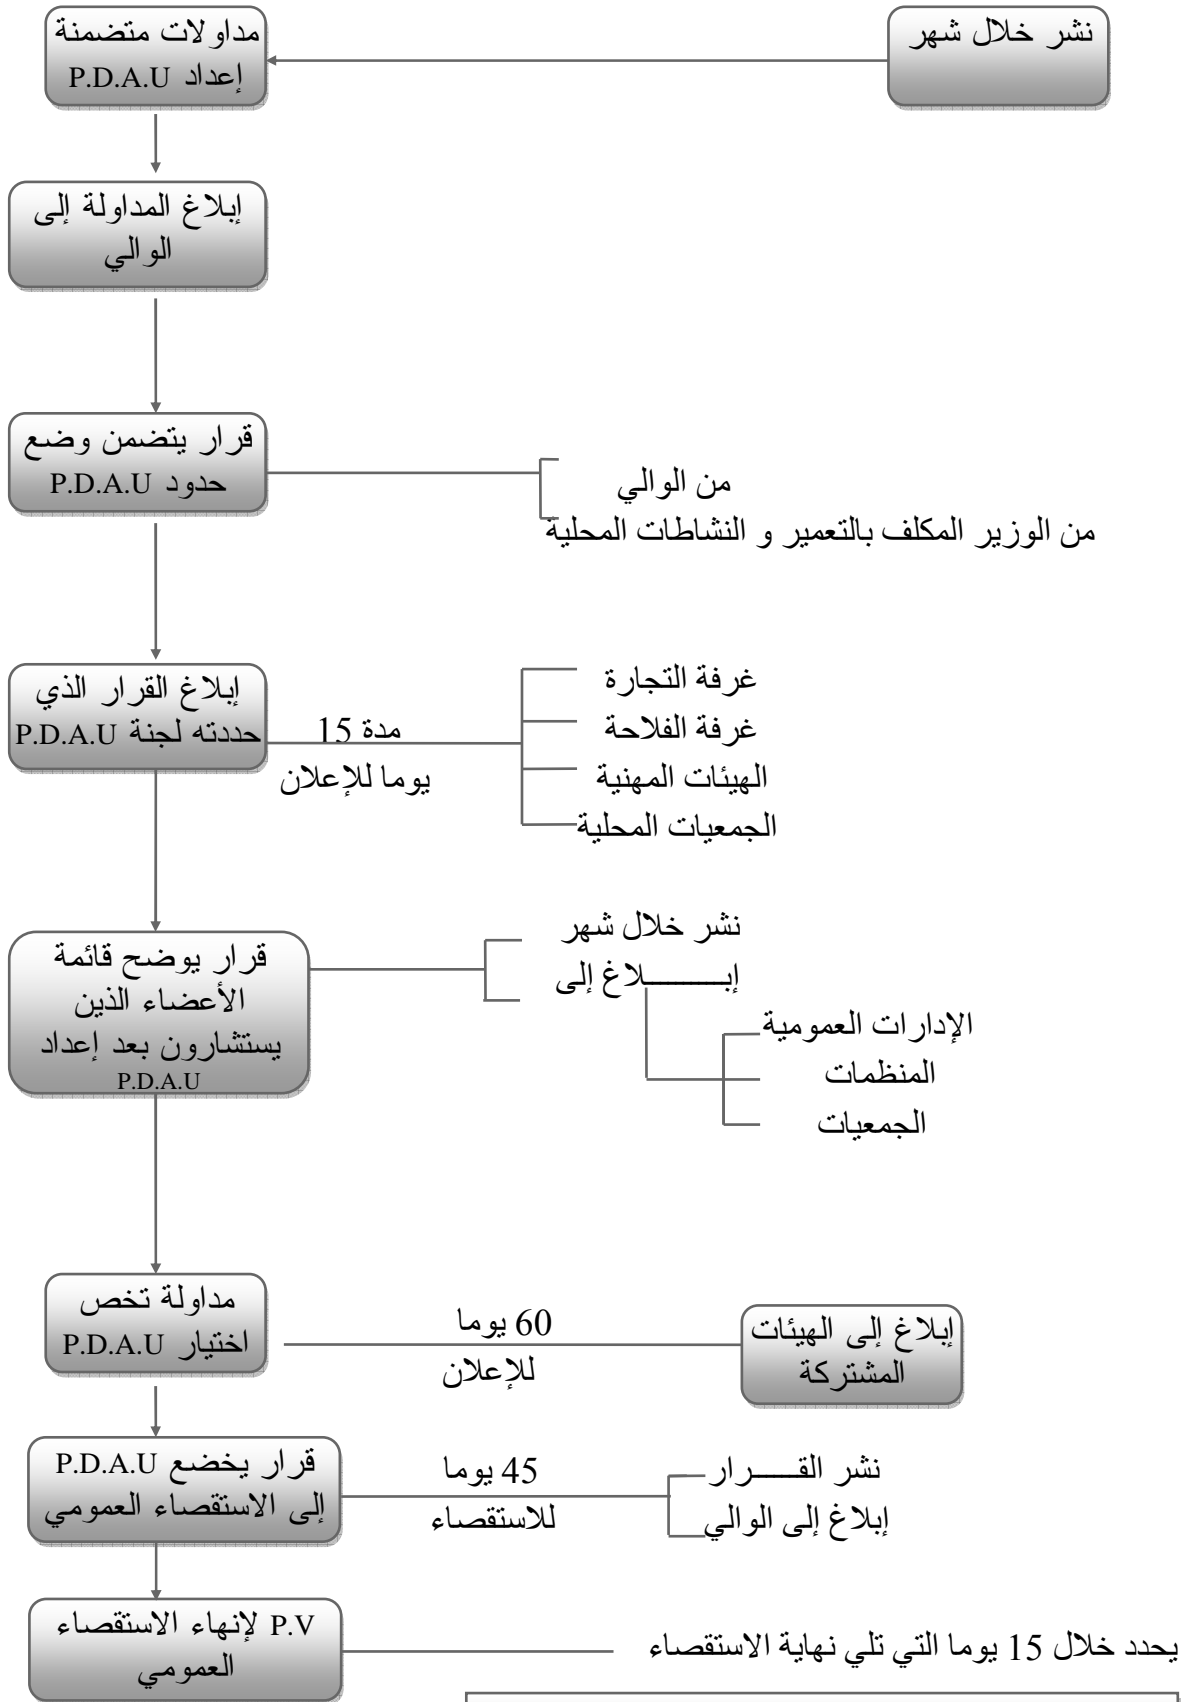 مداولات متضمنة
إعداد P.D.A.U
نشر خلال شهر
إبلاغ المداولة إلى
الوالي
قرار يتضمن وضع
حدود P.D.A.U
من الوالي
من الوزير المكلف بالتعمير و النشاطات المحلية
إبلاغ القرار الذي
حددته لجنة P.D.A.U
مدة 15
يوما للإعلان
غرفة التجارة
غرفة الفلاحة
الهيئات المهنية
الجمعيات المحلية
قرار يوضح قائمة
الأعضاء الذين
يستشارون بعد إعداد
P.D.A.U
نشر خلال شهر
إبـــــــــلاغ إلى
الإدارات العمومية
المنظمات
الجمعيات
مداولة تخص
اختيار P.D.A.U
60 يوما
للإعلان
إبلاغ إلى الهيئات
المشتركة
قرار يخضع P.D.A.U
إلى الاستقصاء العمومي
45 يوما
للاستقصاء
نشر القـــــرار
إبلاغ إلى الوالي
P.V لإنهاء الاستقصاء
العمومي
يحدد خلال 15 يوما التي تلي نهاية الاستقصاء